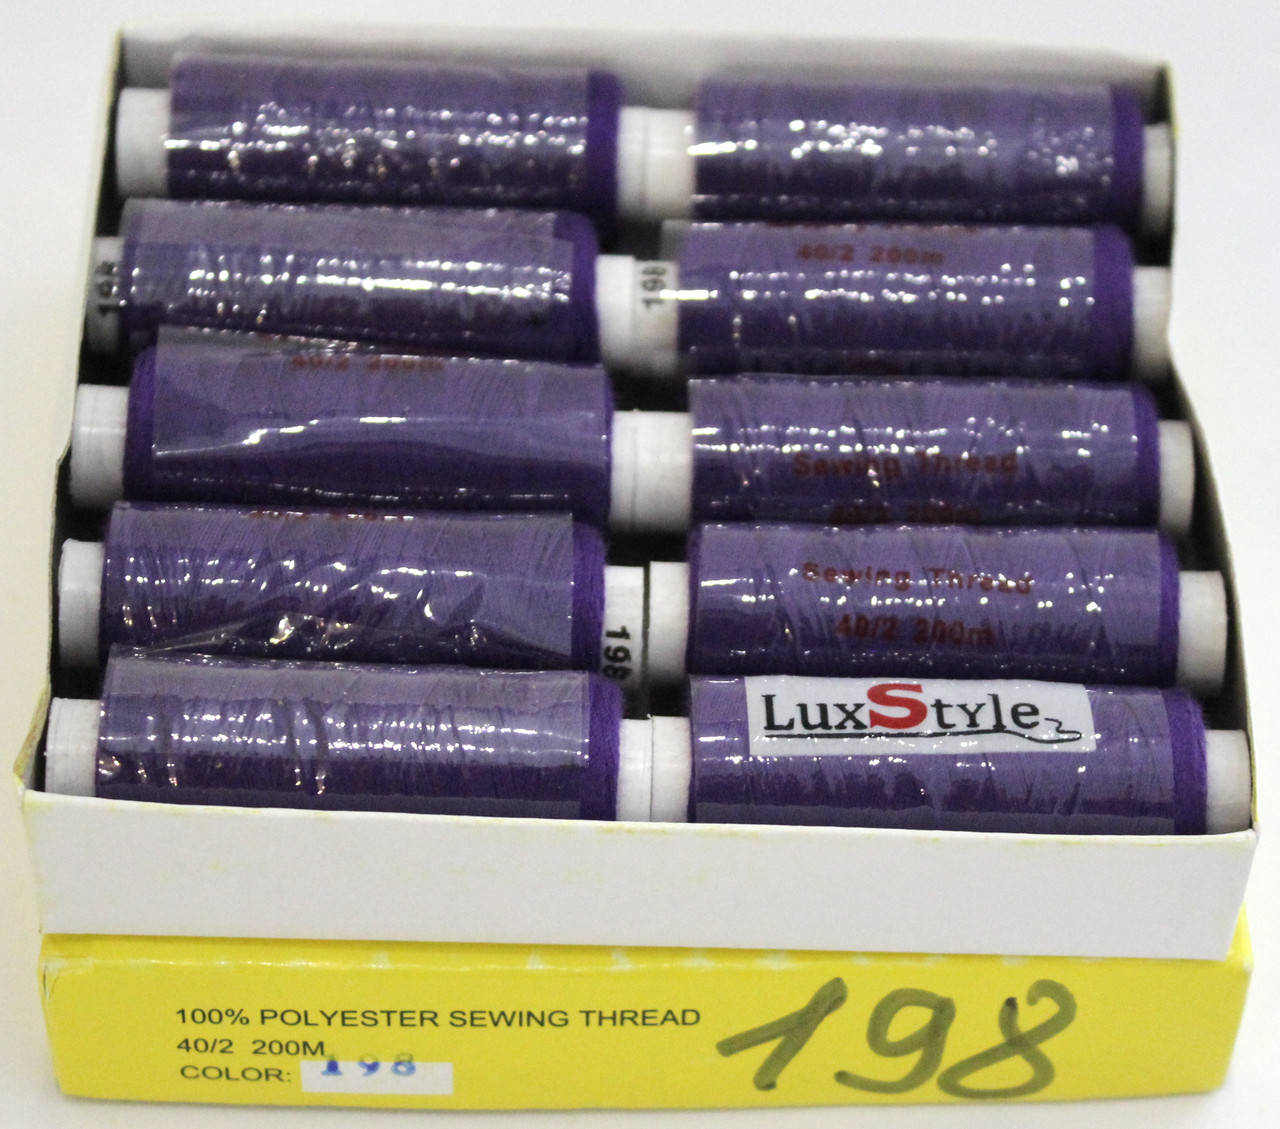 198
198
40/2 200m
40/2 200m
Sewing Thread
Sewing Thread
40/2 200m
198
LuxStyle
100% POLYESTER SEWING THREAD
40/2 200M
COLOR: 198
198